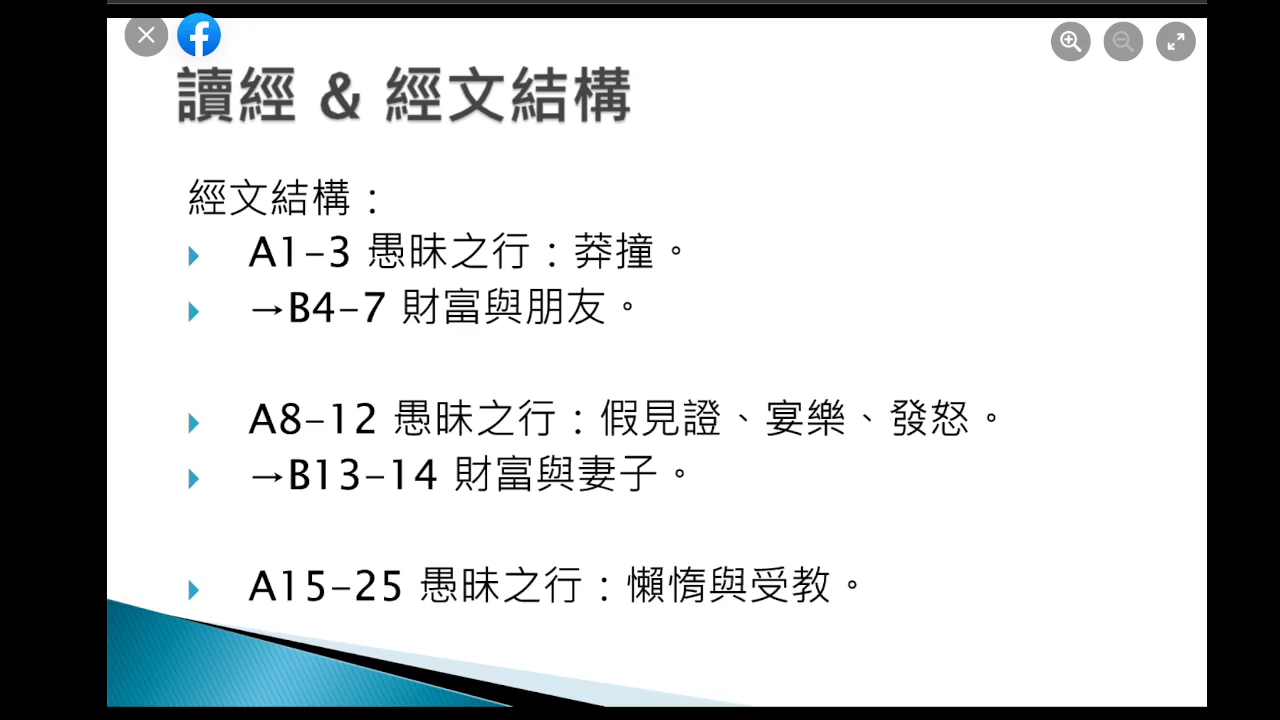 讀經 & 經文結構
經文結構：
A1-3 愚昧之行：莽撞。
→B4-7 財富與朋友。
A8-12 愚昧之行：假見證、宴樂、發怒。
→B13-14 財富與妻子。
A15-25 愚昧之行：懶惰與受教。